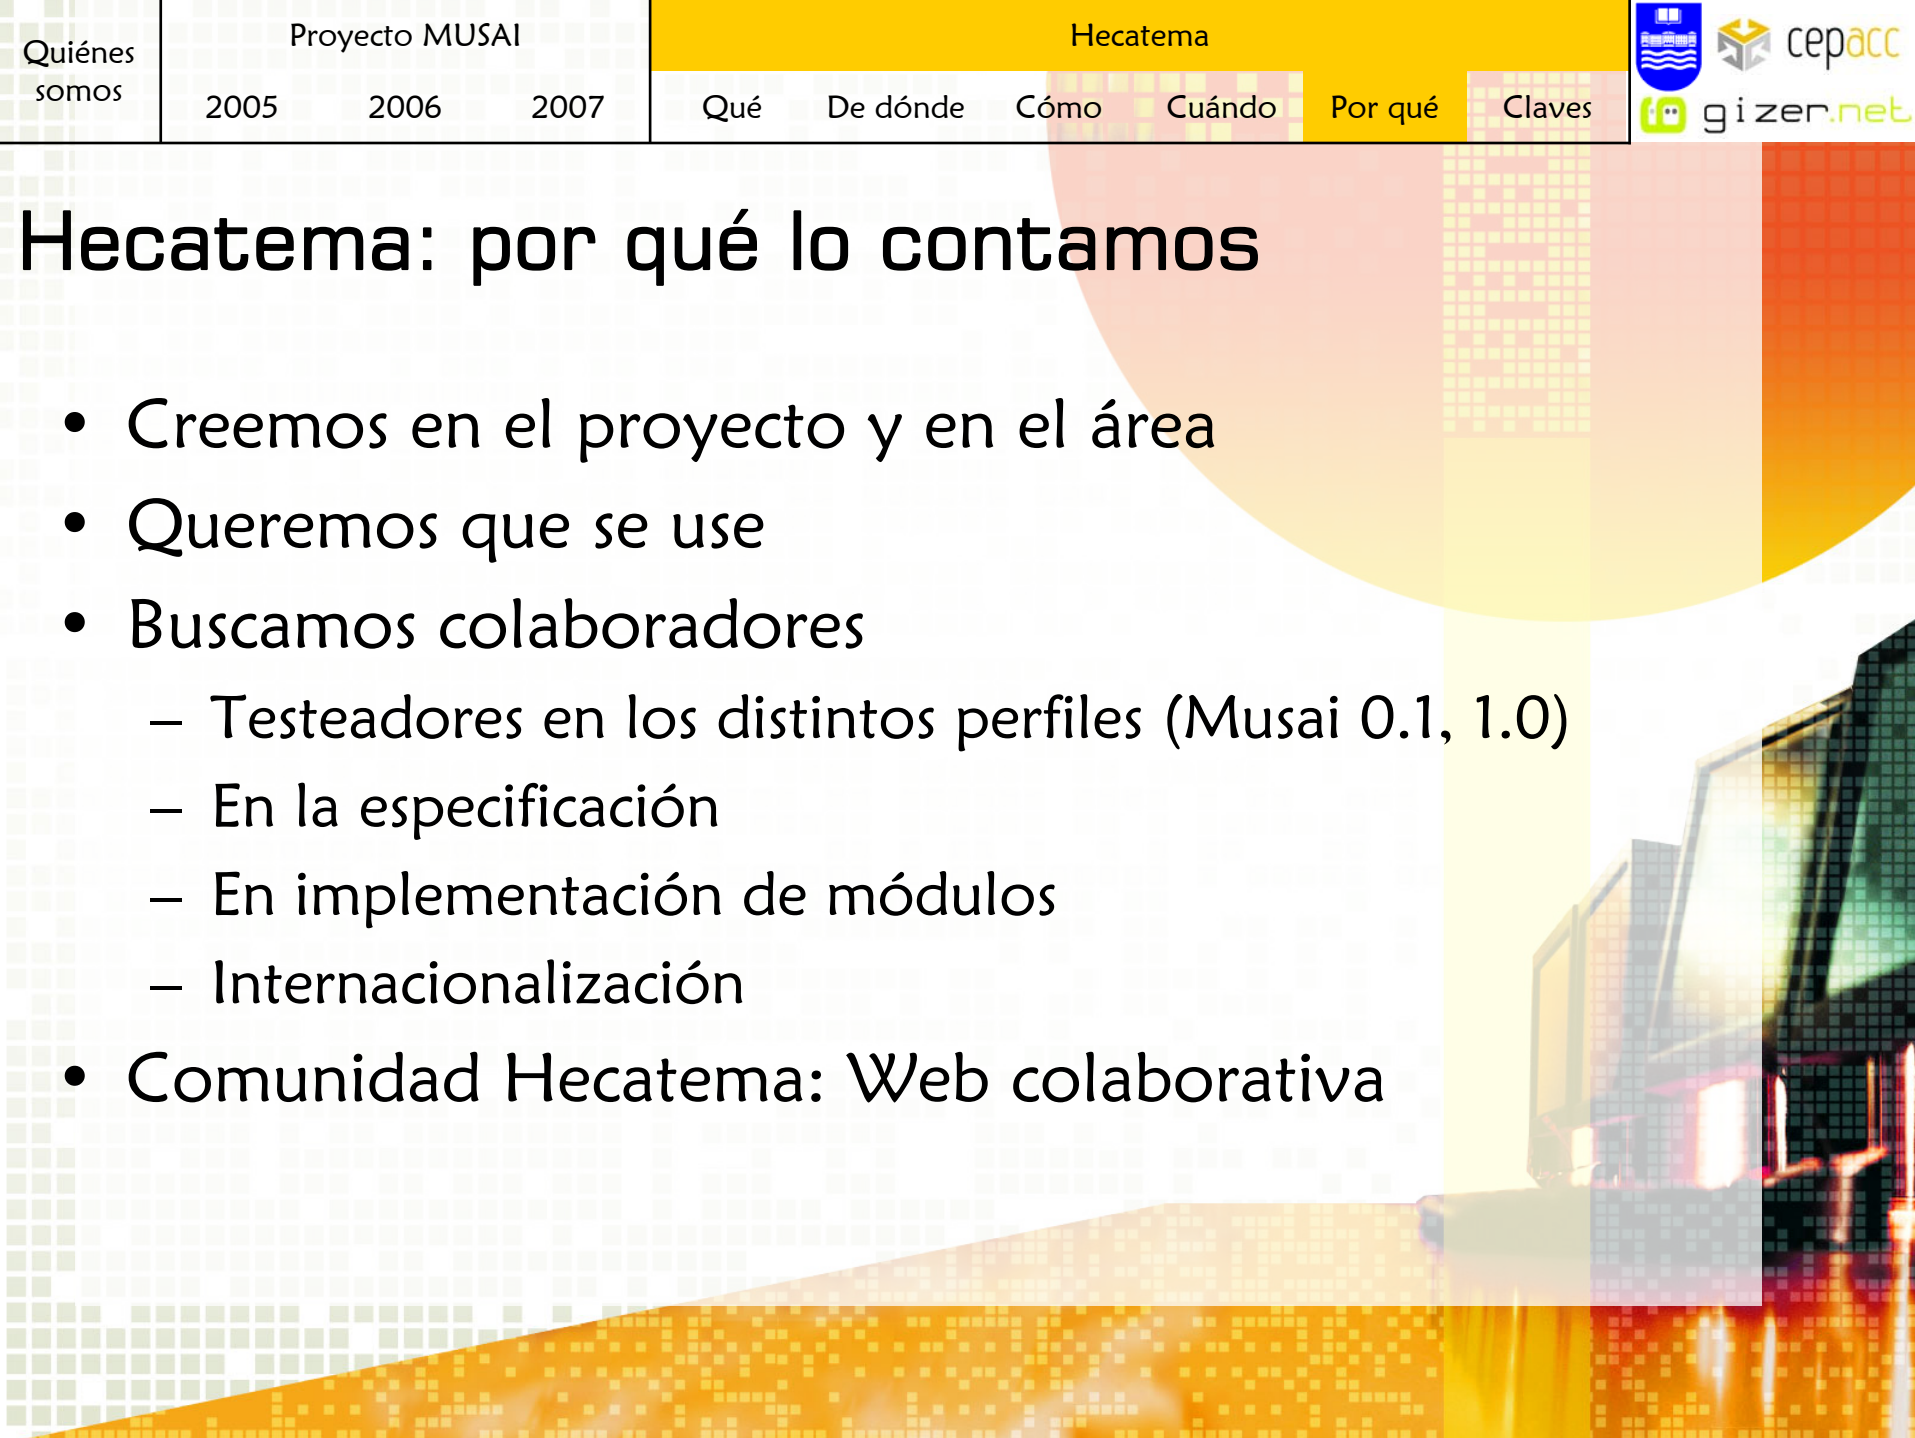 Quiénes
somos
Proyecto MUSAI
2005 2006 2007
Hecatema
Qué De dónde Cómo Cuándo Por qué Claves
cepacc
gizer.net
Hecatema: por qué lo contamos
• Creemos en el proyecto y en el área
• Queremos que se use
• Buscamos colaboradores
– Testeadores en los distintos perfiles (Musai 0.1, 1.0)
– En la especificación
– En implementación de módulos
– Internacionalización
• Comunidad Hecatema: Web colaborativa